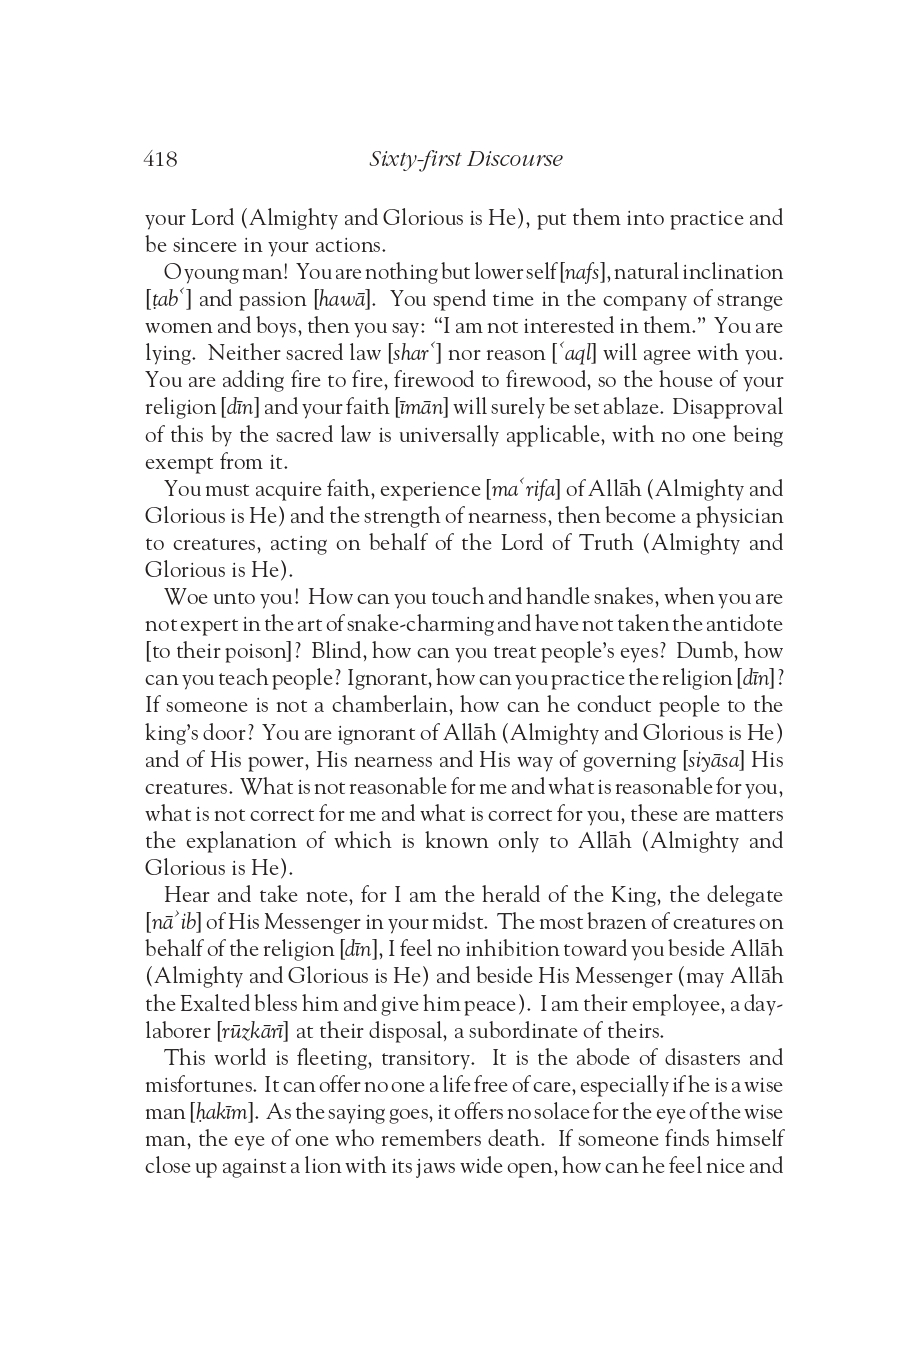 418 Sixty-first Discourse
your Lord (Almighty and Glorious is He), put them into practice and
be sincere in your actions.
O young man! You are nothing but lower self [nafs], natural inclination
[ṭabʿ] and passion [hawā]. You spend time in the company of strange
women and boys, then you say: “I am not interested in them.” You are
lying. Neither sacred law [sharʿ] nor reason [ʿaql] will agree with you.
You are adding fire to fire, firewood to firewood, so the house of your
religion [dīn] and your faith [īmān] will surely be set ablaze. Disapproval
of this by the sacred law is universally applicable, with no one being
exempt from it.
You must acquire faith, experience [maʿrifa] of Allāh (Almighty and
Glorious is He) and the strength of nearness, then become a physician
to creatures, acting on behalf of the Lord of Truth (Almighty and
Glorious is He).
Woe unto you! How can you touch and handle snakes, when you are
not expert in the art of snake-charming and have not taken the antidote
[to their poison]? Blind, how can you treat people’s eyes? Dumb, how
can you teach people? Ignorant, how can you practice the religion [dīn]?
If someone is not a chamberlain, how can he conduct people to the
king’s door? You are ignorant of Allāh (Almighty and Glorious is He)
and of His power, His nearness and His way of governing [siyāsa] His
creatures. What is not reasonable for me and what is reasonable for you,
what is not correct for me and what is correct for you, these are matters
the explanation of which is known only to Allāh (Almighty and
Glorious is He).
Hear and take note, for I am the herald of the King, the delegate
[nāʾib] of His Messenger in your midst. The most brazen of creatures on
behalf of the religion [dīn], I feel no inhibition toward you beside Allāh
(Almighty and Glorious is He) and beside His Messenger (may Allāh
the Exalted bless him and give him peace). I am their employee, a day-
laborer [rūzkārī] at their disposal, a subordinate of theirs.
This world is fleeting, transitory. It is the abode of disasters and
misfortunes. It can offer no one a life free of care, especially if he is a wise
man [ḥakīm]. As the saying goes, it offers no solace for the eye of the wise
man, the eye of one who remembers death. If someone finds himself
close up against a lion with its jaws wide open, how can he feel nice and